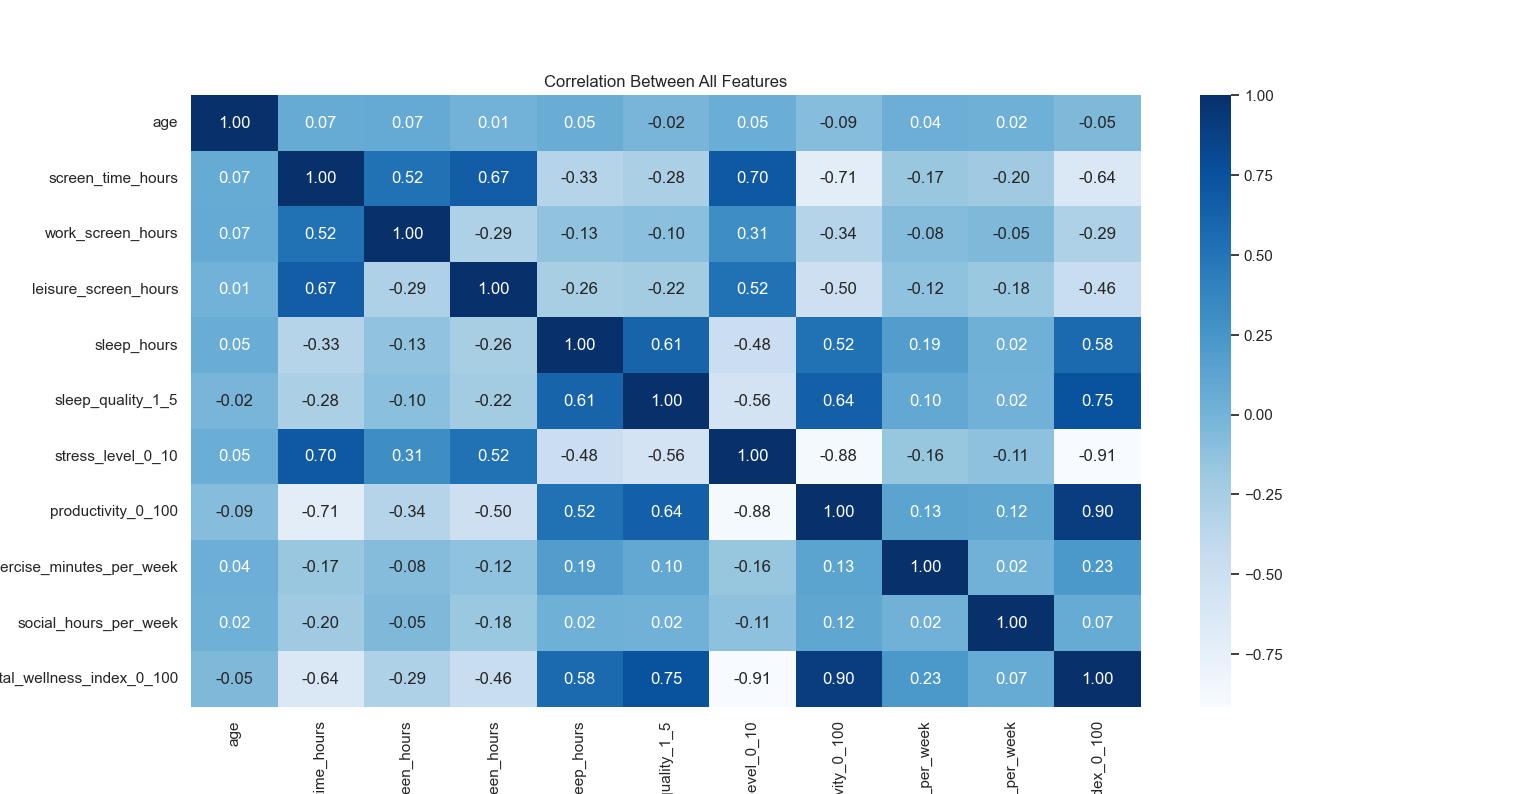 Correlation Between All Features
age 1.00 0.07 0.07 0.01 0.05 -0.02 0.05 -0.09 0.04 0.02 -0.05
screen_time_hours 0.07 1.00 0.52 0.67 -0.33 -0.28 0.70 -0.71 -0.17 -0.20 -0.64
work_screen_hours 0.07 0.52 1.00 -0.29 -0.13 -0.10 0.31 -0.34 -0.08 -0.05 -0.29
leisure_screen_hours 0.01 0.67 -0.29 1.00 -0.26 -0.22 0.52 -0.50 -0.12 -0.18 -0.46
sleep_hours 0.05 -0.33 -0.13 -0.26 1.00 0.61 -0.48 0.52 0.19 0.02 0.58
sleep_quality_1_5 -0.02 -0.28 -0.10 -0.22 0.61 1.00 -0.56 0.64 0.10 0.02 0.75
stress_level_0_10 0.05 0.70 0.31 0.52 -0.48 -0.56 1.00 -0.88 -0.16 -0.11 -0.91
productivity_0_100 -0.09 -0.71 -0.34 -0.50 0.52 0.64 -0.88 1.00 0.13 0.12 0.90
ercise_minutes_per_week 0.04 -0.17 -0.08 -0.12 0.19 0.10 -0.16 0.13 1.00 0.02 0.23
social_hours_per_week 0.02 -0.20 -0.05 -0.18 0.02 0.02 -0.11 0.12 0.02 1.00 0.07
tal_wellness_index_0_100 -0.05 -0.64 -0.29 -0.46 0.58 0.75 -0.91 0.90 0.23 0.07 1.00
age
ime_hours
een_hours
een_hours
eep_hours
quality_1_5
evel_0_10
vity_0_100
_per_week
_per_week
dex_0_100
1.00
0.75
0.50
0.25
0.00
−0.25
−0.50
−0.75